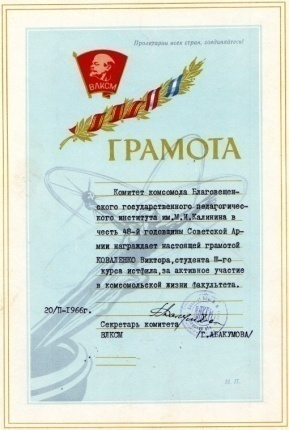 Пролетарии всех стран, соединяйтесь!
ВЛКСМ
ГРАМОТА
Комитет комсомола Благовещен-
ского государственного педагогичес-
кого института им.М.И.Калинина в
честь 48-й годовщины Советской Ар-
мии награждает настоящей грамотой
КОВАЛЕНКО Виктора,студента III-го
курса истфила,за активное участие
в комсомольской жизни факультета.
20/II-1966г.
Секретарь комитета
ВЛКСМ /Г.АБАКУМОВА/
М. П.